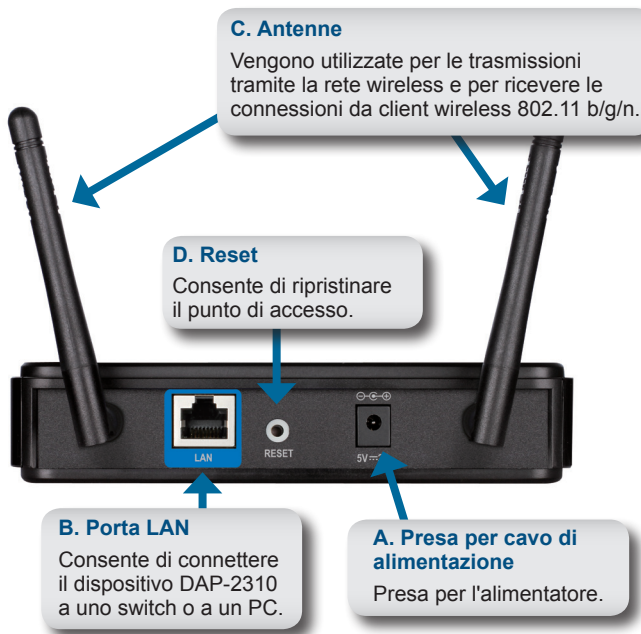 C. Antenne
Vengono utilizzate per le trasmissioni
tramite la rete wireless e per ricevere le
connessioni da client wireless 802.11 b/g/n.
D. Reset
Consente di ripristinare
il punto di accesso.
LAN
RESET
5V
B. Porta LAN
Consente di connettere
il dispositivo DAP-2310
a uno switch o a un PC.
A. Presa per cavo di
alimentazione
Presa per l'alimentatore.